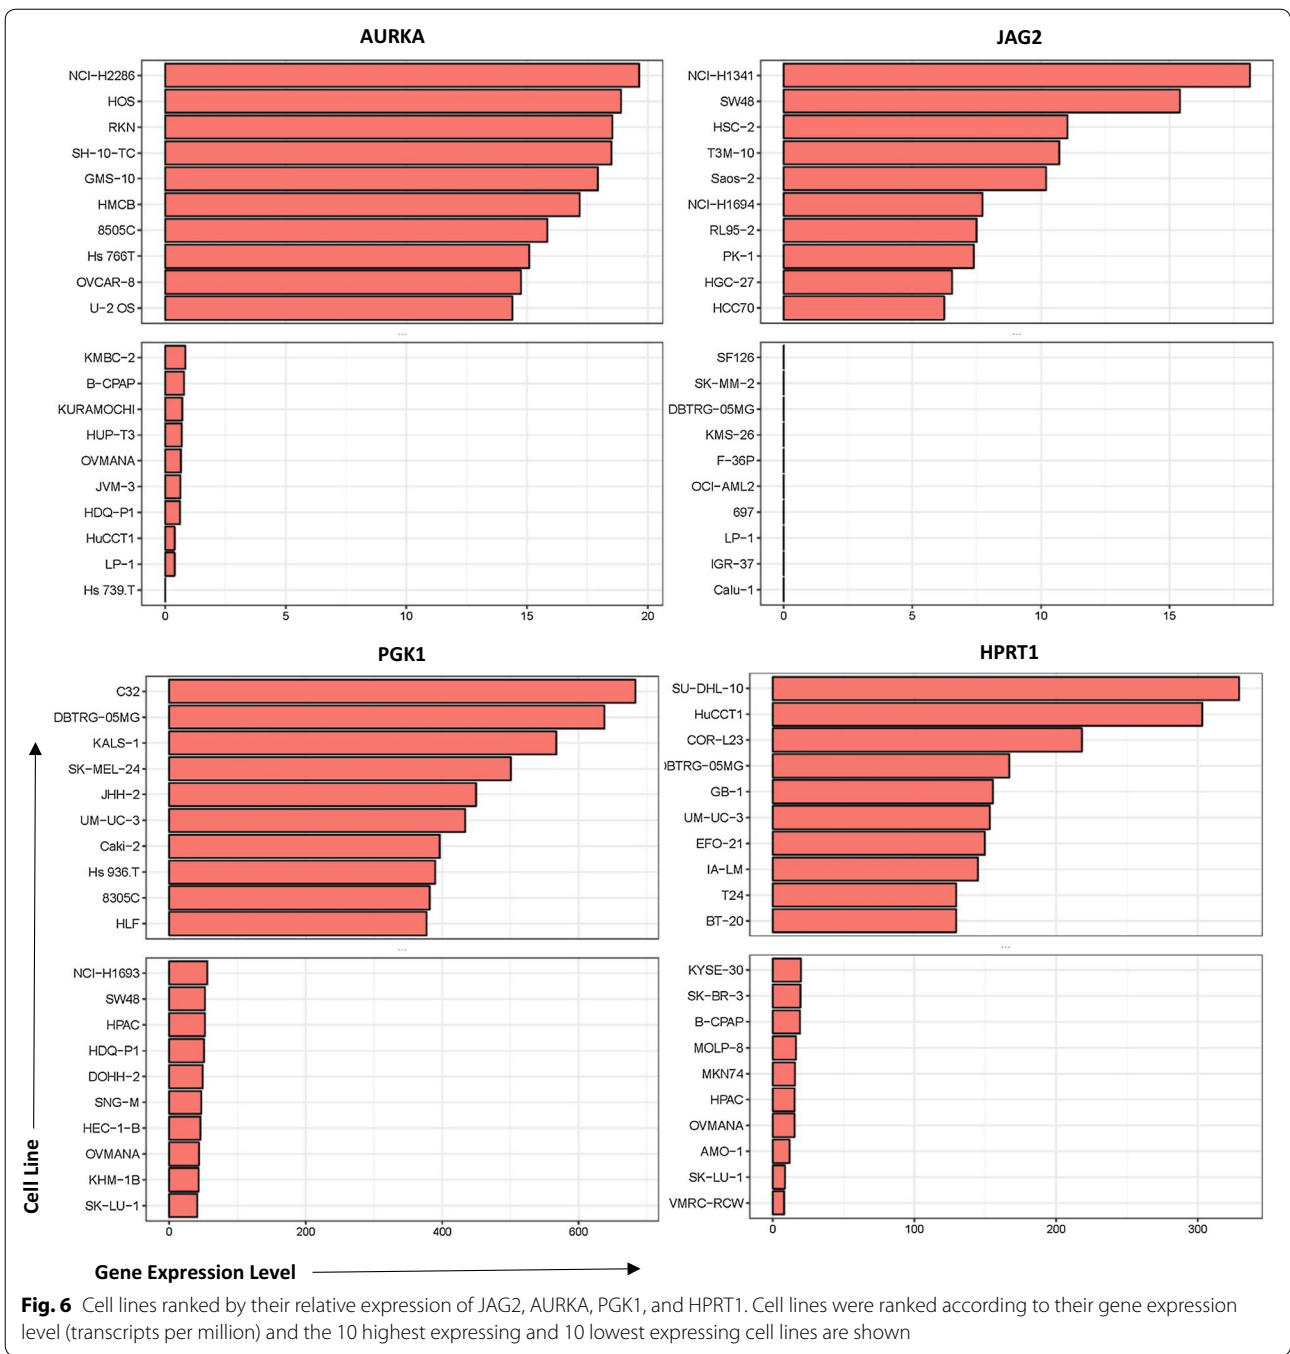 AURKA
NCI-H2286
HOS
RKN
SH-10-TC
GMS-10
HMCB
8505C
Hs 766T
OVCAR-8
U-2 OS
...
KMBC-2
B-CPAP
KURAMOCHI
HUP-T3
OVMANA
JVM-3
HDQ-P1
HuCCT1
LP-1
Hs 739.T
0 5 10 15 20
JAG2
NCI-H1341
SW48
HSC-2
T3M-10
Saos-2
NCI-H1694
RL95-2
PK-1
HGC-27
HCC70
...
SF126
SK-MM-2
DBTRG-05MG
KMS-26
F-36P
OCI-AML2
697
LP-1
IGR-37
Calu-1
0 5 10 15
PGK1
C32
DBTRG-05MG
KALS-1
SK-MEL-24
JHH-2
UM-UC-3
Caki-2
Hs 936.T
8305C
HLF
...
NCI-H1693
SW48
HPAC
HDQ-P1
DOHH-2
SNG-M
HEC-1-B
OVMANA
KHM-1B
SK-LU-1
0 200 400 600
HPRT1
SU-DHL-10
HuCCT1
COR-L23
DBTRG-05MG
GB-1
UM-UC-3
EFO-21
IA-LM
T24
BT-20
...
KYSE-30
SK-BR-3
B-CPAP
MOLP-8
MKN74
HPAC
OVMANA
AMO-1
SK-LU-1
VMRC-RCW
0 100 200 300
Cell Line
Gene Expression Level
Fig. 6 Cell lines ranked by their relative expression of JAG2, AURKA, PGK1, and HPRT1. Cell lines were ranked according to their gene expression
level (transcripts per million) and the 10 highest expressing and 10 lowest expressing cell lines are shown